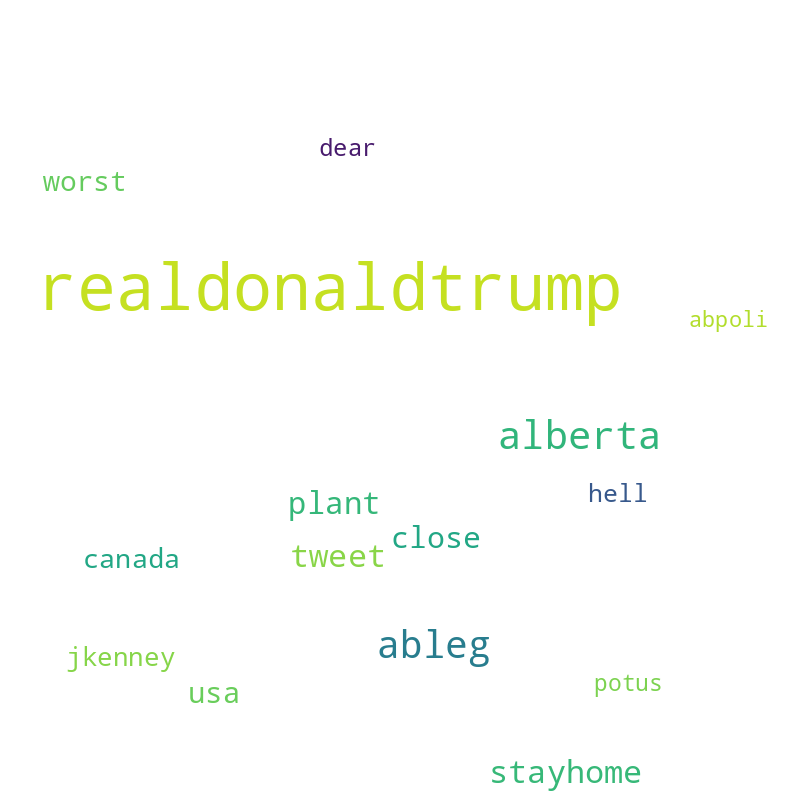 dear
worst
realdonaldtrump
abpoli
alberta
hell
plant
close
tweet
canada
ableg
jkenney
potus
usa
stayhome